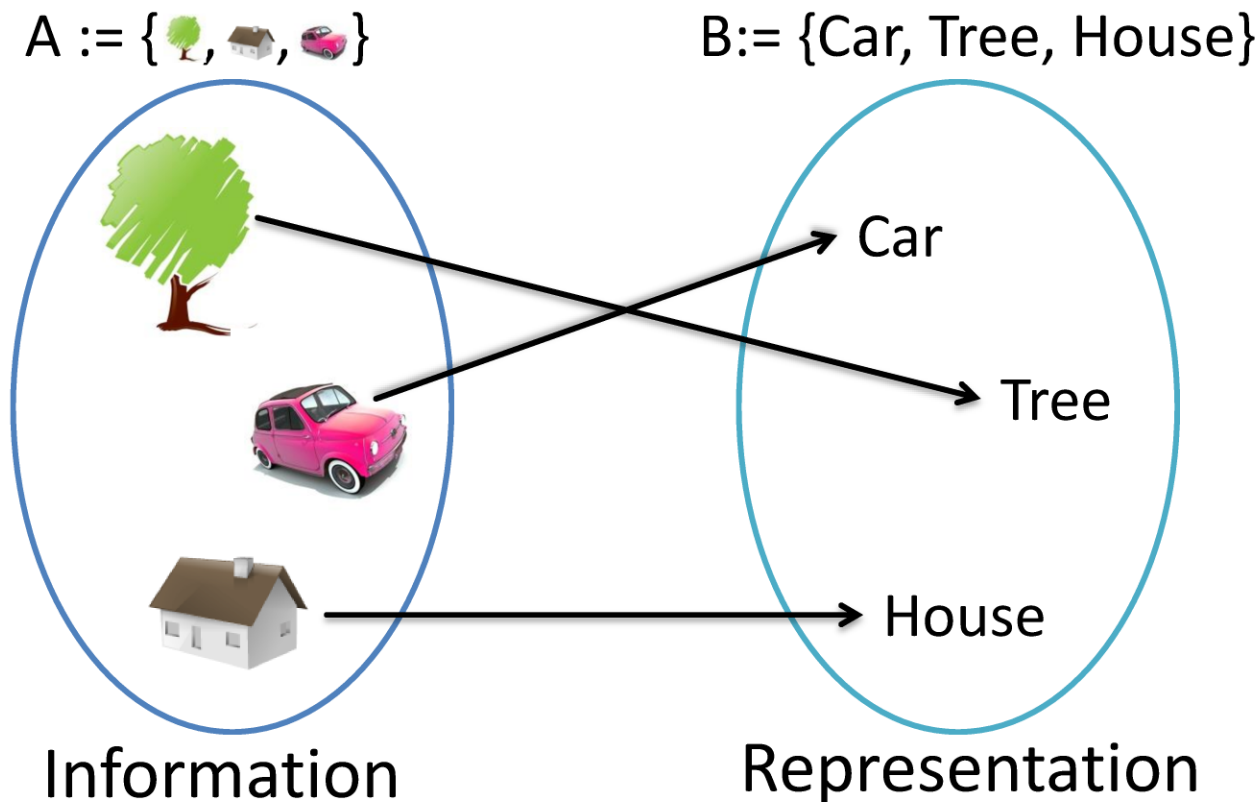 A := { , , }
B:= {Car, Tree, House}
Car
Tree
House
Information
Representation